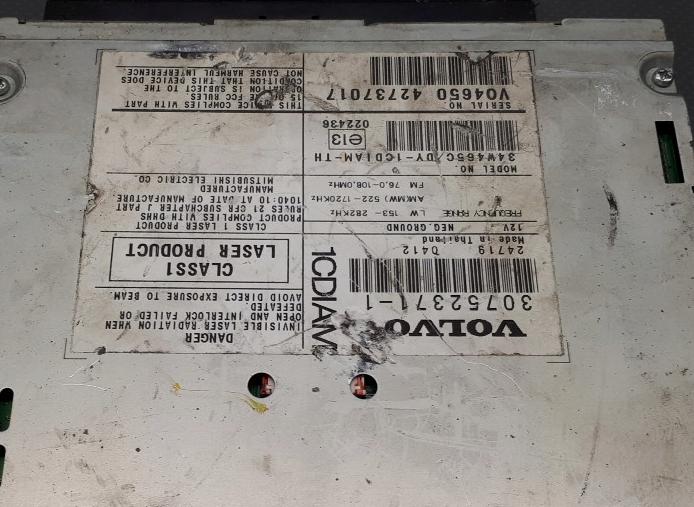 VOLVO
30752371-1
24719 0412
Made in Thailand
12V NEG.GROUND
FREQUENCY RANGE LW 153-282KHz
AM(MW) 522-1720KHz
FM 76.0-108.0MHz
MODEL NO.
34W465C/DY-1CDIAM-TH
e13
022436
SERIAL NO.
VO4650 42737017
1CDIAM
DANGER
INVISIBLE LASER RADIATION WHEN
OPEN AND INTERLOCK FAILED OR
DEFEATED.
AVOID DIRECT EXPOSURE TO BEAM.
CLASS1
LASER PRODUCT
CLASS 1 LASER PRODUCT
PRODUCT COMPLIES WITH DHHS
RULES 21 CFR SUBCHAPTER J PART
1040:10 AT DATE OF MANUFACTURE.
MANUFACTURED
MITSUBISHI ELECTRIC CO.
THIS DEVICE COMPLIES WITH PART
15 OF THE FCC RULES
OPERATION IS SUBJECT TO THE
CONDITION THAT THIS DEVICE DOES
NOT CAUSE HARMFUL INTERFERENCE.